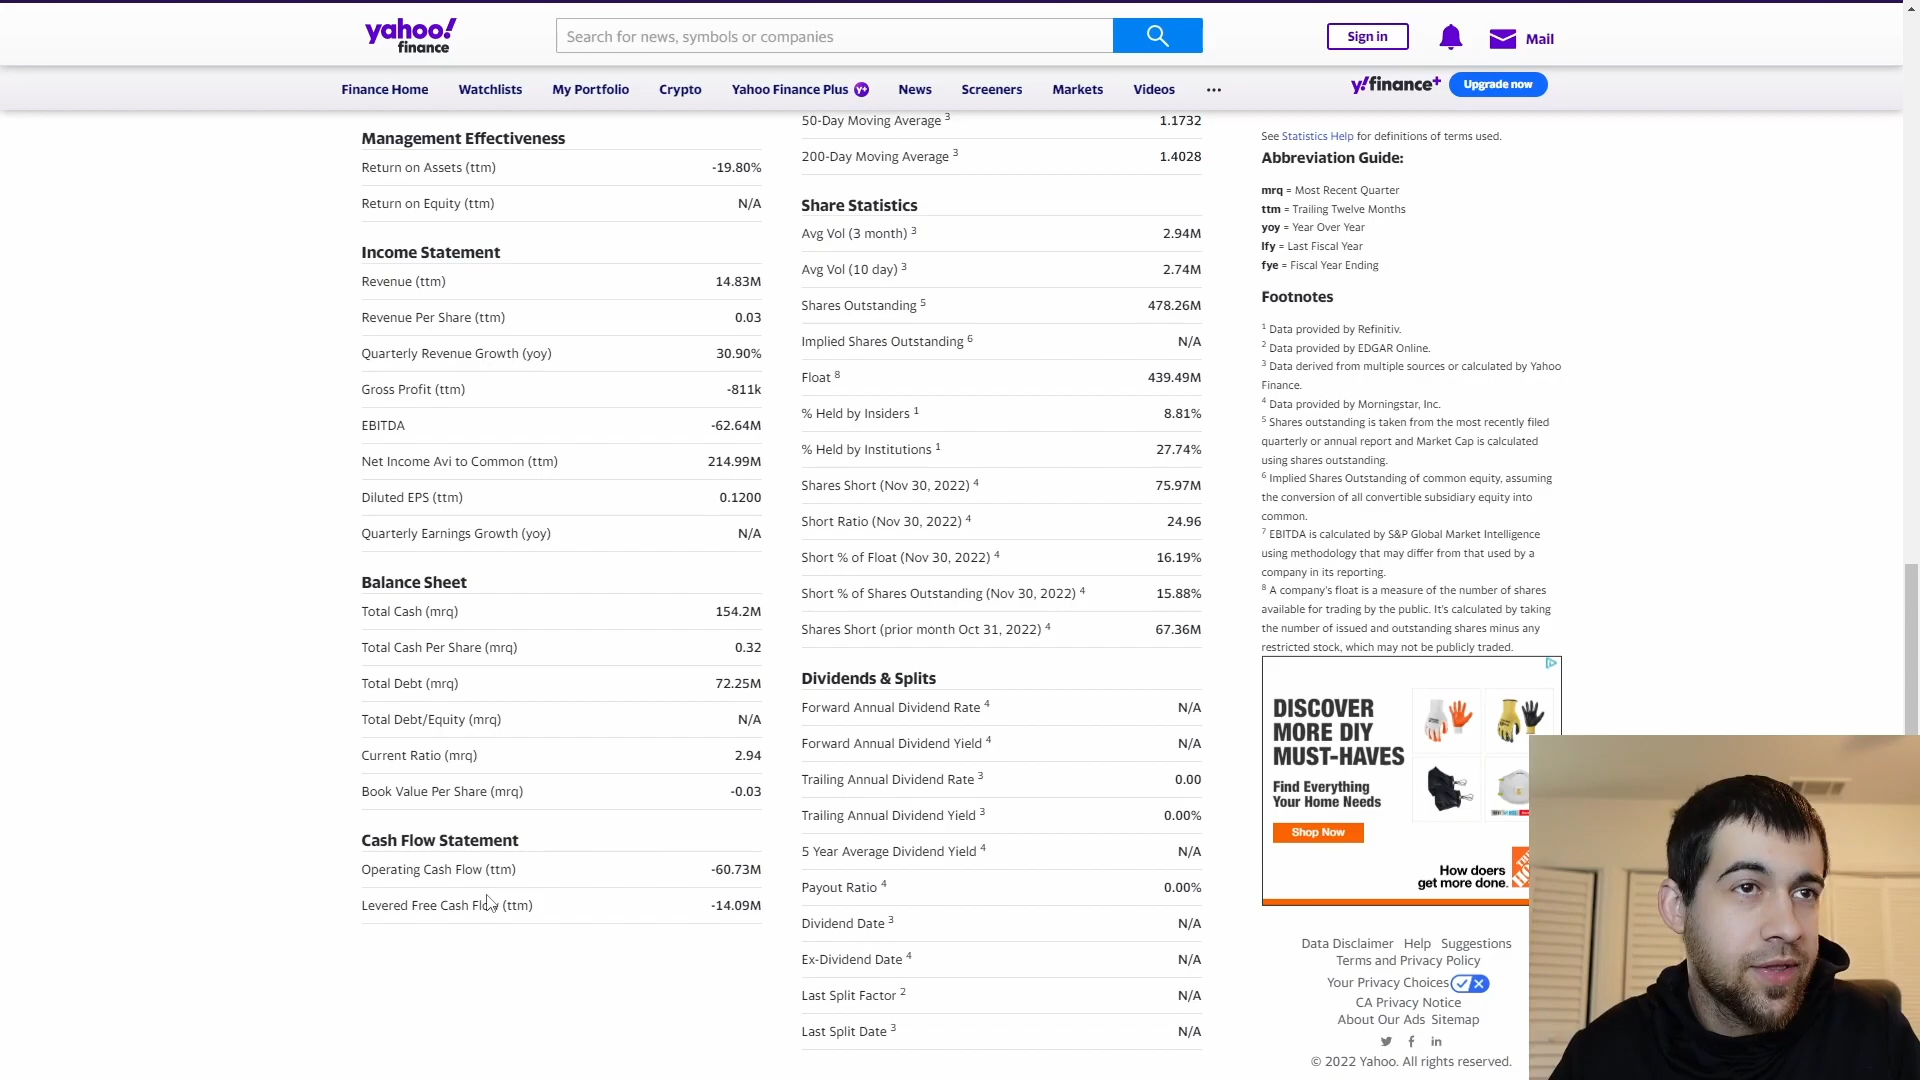 yahoo!
finance
Search for news, symbols or companies
Sign in
Mail
Finance Home Watchlists My Portfolio Crypto Yahoo Finance Plus Y+ News Screeners Markets Videos ...
y!finance+ Upgrade now
Management Effectiveness
Return on Assets (ttm) -19.80%
Return on Equity (ttm) N/A
Income Statement
Revenue (ttm) 14.83M
Revenue Per Share (ttm) 0.03
Quarterly Revenue Growth (yoy) 30.90%
Gross Profit (ttm) -811k
EBITDA -62.64M
Net Income Avi to Common (ttm) 214.99M
Diluted EPS (ttm) 0.1200
Quarterly Earnings Growth (yoy) N/A
Balance Sheet
Total Cash (mrq) 154.2M
Total Cash Per Share (mrq) 0.32
Total Debt (mrq) 72.25M
Total Debt/Equity (mrq) N/A
Current Ratio (mrq) 2.94
Book Value Per Share (mrq) -0.03
Cash Flow Statement
Operating Cash Flow (ttm) -60.73M
Levered Free Cash Flow (ttm) -14.09M
50-Day Moving Average 3 1.1732
200-Day Moving Average 3 1.4028
Share Statistics
Avg Vol (3 month) 3 2.94M
Avg Vol (10 day) 3 2.74M
Shares Outstanding 5 478.26M
Implied Shares Outstanding 6 N/A
Float 8 439.49M
% Held by Insiders 1 8.81%
% Held by Institutions 1 27.74%
Shares Short (Nov 30, 2022) 4 75.97M
Short Ratio (Nov 30, 2022) 4 24.96
Short % of Float (Nov 30, 2022) 4 16.19%
Short % of Shares Outstanding (Nov 30, 2022) 4 15.88%
Shares Short (prior month Oct 31, 2022) 4 67.36M
Dividends & Splits
Forward Annual Dividend Rate 4 N/A
Forward Annual Dividend Yield 4 N/A
Trailing Annual Dividend Rate 3 0.00
Trailing Annual Dividend Yield 3 0.00%
5 Year Average Dividend Yield 4 N/A
Payout Ratio 4 0.00%
Dividend Date 3 N/A
Ex-Dividend Date 4 N/A
Last Split Factor 2 N/A
Last Split Date 3 N/A
See Statistics Help for definitions of terms used.
Abbreviation Guide:
mrq = Most Recent Quarter
ttm = Trailing Twelve Months
yoy = Year Over Year
lfy = Last Fiscal Year
fye = Fiscal Year Ending
Footnotes
1 Data provided by Refinitiv.
2 Data provided by EDGAR Online.
3 Data derived from multiple sources or calculated by Yahoo
Finance.
4 Data provided by Morningstar, Inc.
5 Shares outstanding is taken from the most recently filed
quarterly or annual report and Market Cap is calculated
using shares outstanding.
6 Implied Shares Outstanding of common equity, assuming
the conversion of all convertible subsidiary equity into
common.
7 EBITDA is calculated by S&P Global Market Intelligence
using methodology that may differ from that used by a
company in its reporting.
8 A company's float is a measure of the number of shares
available for trading by the public. It's calculated by taking
the number of issued and outstanding shares minus any
restricted stock, which may not be publicly traded.
DISCOVER
MORE DIY
MUST-HAVES
Find Everything
Your Home Needs
Shop Now
How doers
get more done.
Data Disclaimer Help Suggestions
Terms and Privacy Policy
Your Privacy Choices
CA Privacy Notice
About Our Ads Sitemap
© 2022 Yahoo. All rights reserved.